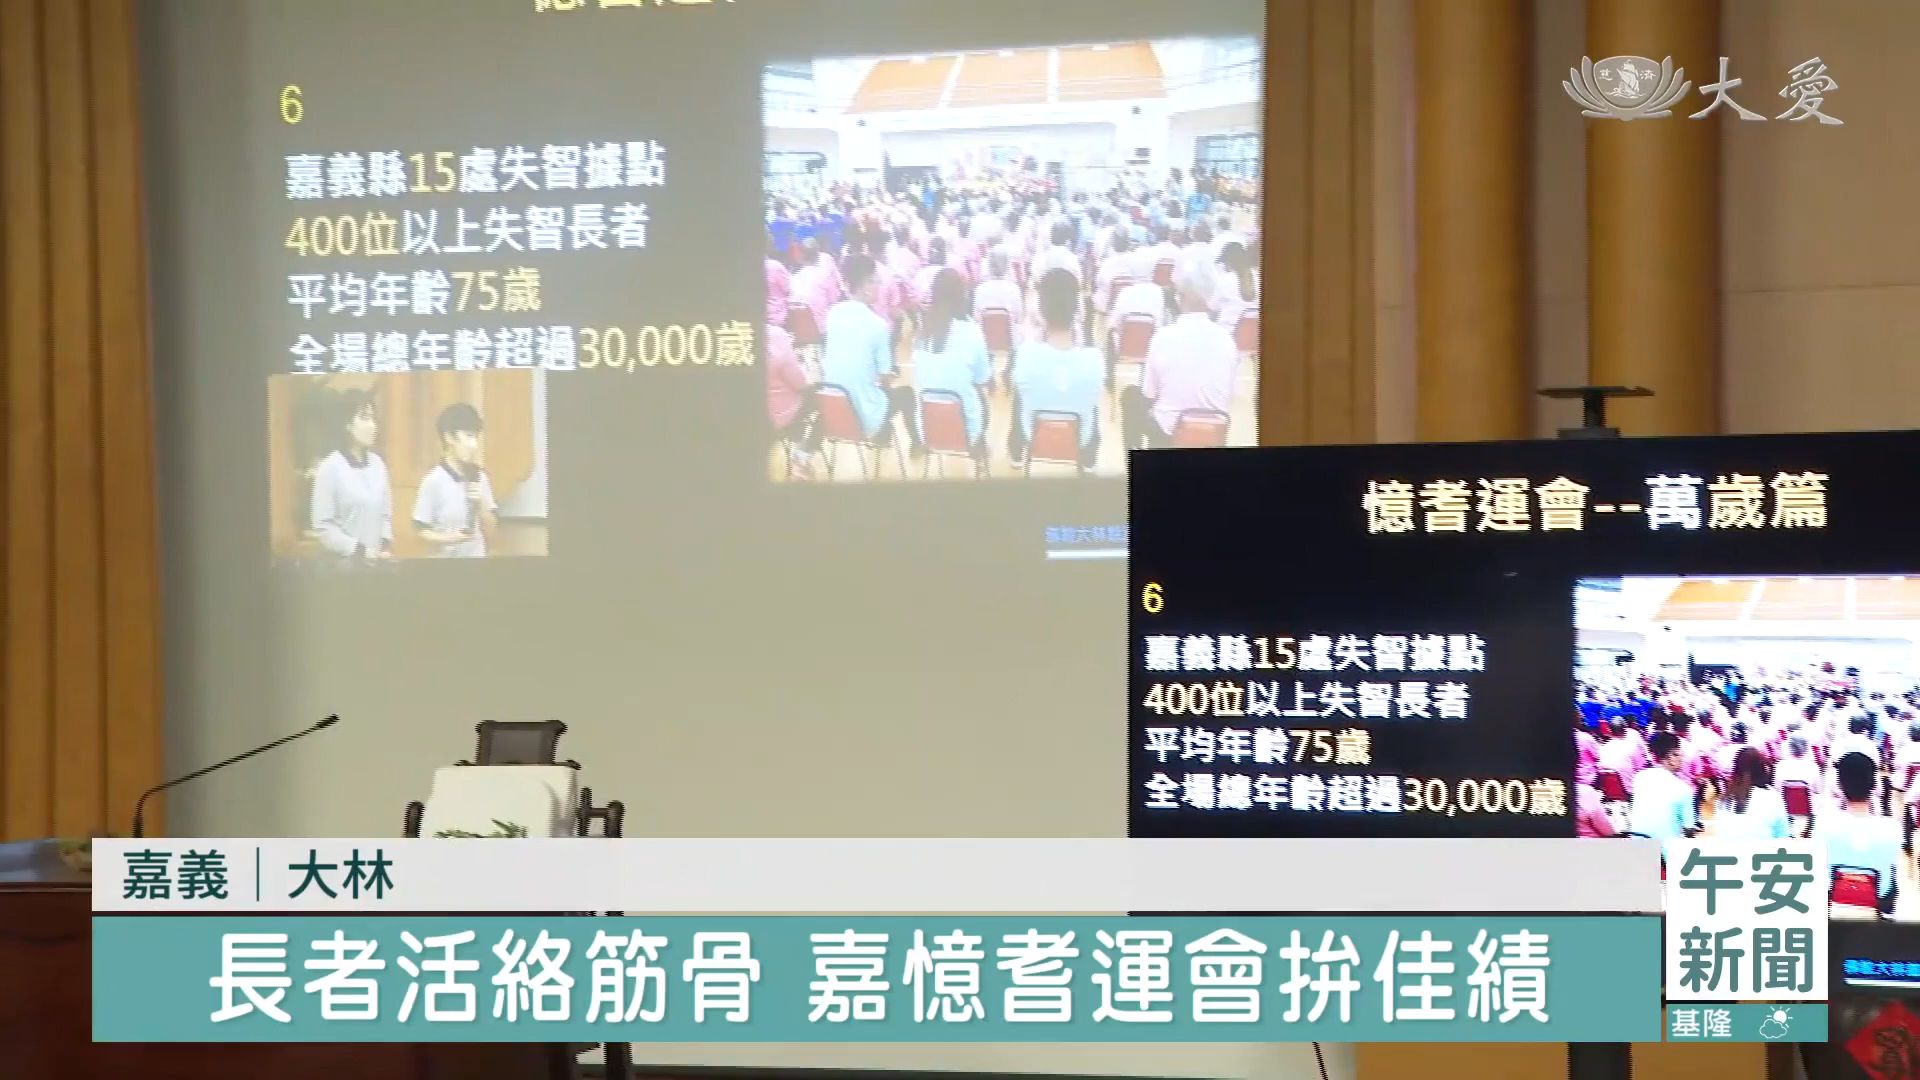 慈濟 大愛
6
嘉義縣15處失智據點
400位以上失智長者
平均年齡75歲
全場總年齡超過30,000歲
憶耆運會--萬歲篇
6
嘉義縣15處失智據點
400位以上失智長者
平均年齡75歲
全場總年齡超過30,000歲
嘉義｜大林
長者活絡筋骨 嘉憶耆運會拚佳績
午安
新聞
基隆